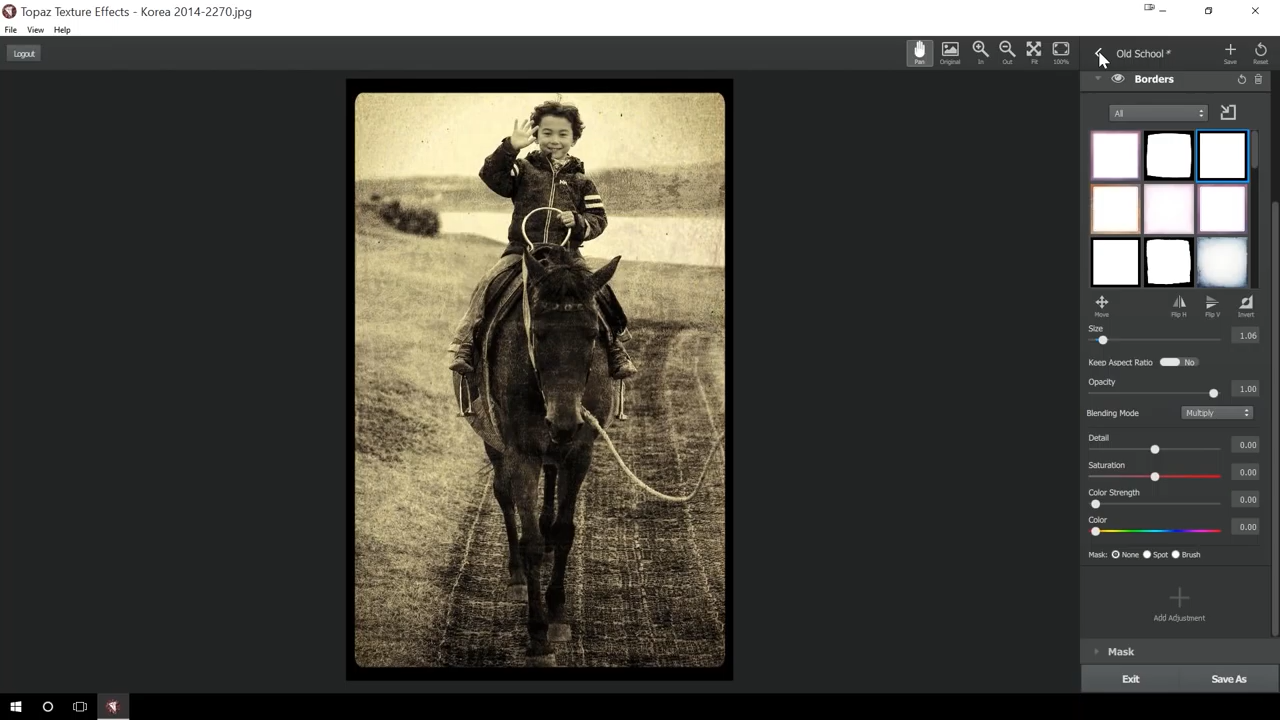 Topaz Texture Effects - Korea 2014-2270.jpg
File View Help
Logout
Pan Original In Out Fit 100%
Old School *
Save Reset
Borders
All
Move Flip H Flip V Invert
Size
1.06
Keep Aspect Ratio No
Opacity
1.00
Blending Mode Multiply
Detail
0.00
Saturation
0.00
Color Strength
0.00
Color
0.00
Mask: None Spot Brush
Add Adjustment
Mask
Exit Save As